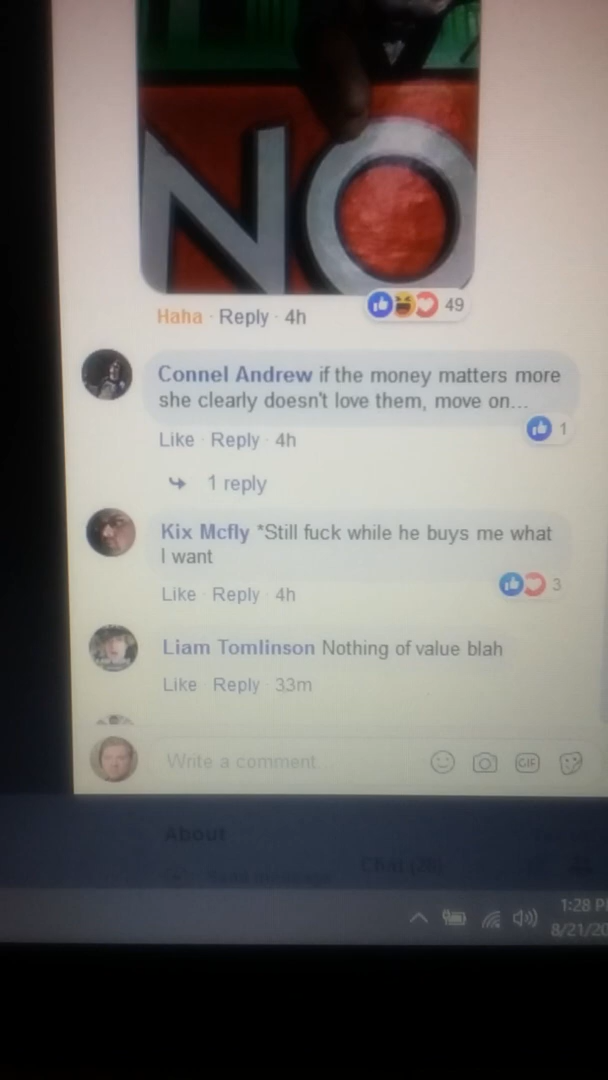 NO
Haha · Reply · 4h
49
Connel Andrew if the money matters more
she clearly doesn't love them, move on...
Like · Reply · 4h
1
1 reply
Kix Mcfly *Still fuck while he buys me what
I want
Like · Reply · 4h
3
Liam Tomlinson Nothing of value blah
Like · Reply · 33m
Write a comment
GIF
About
Chat (26)
1:28 P
8/21/20